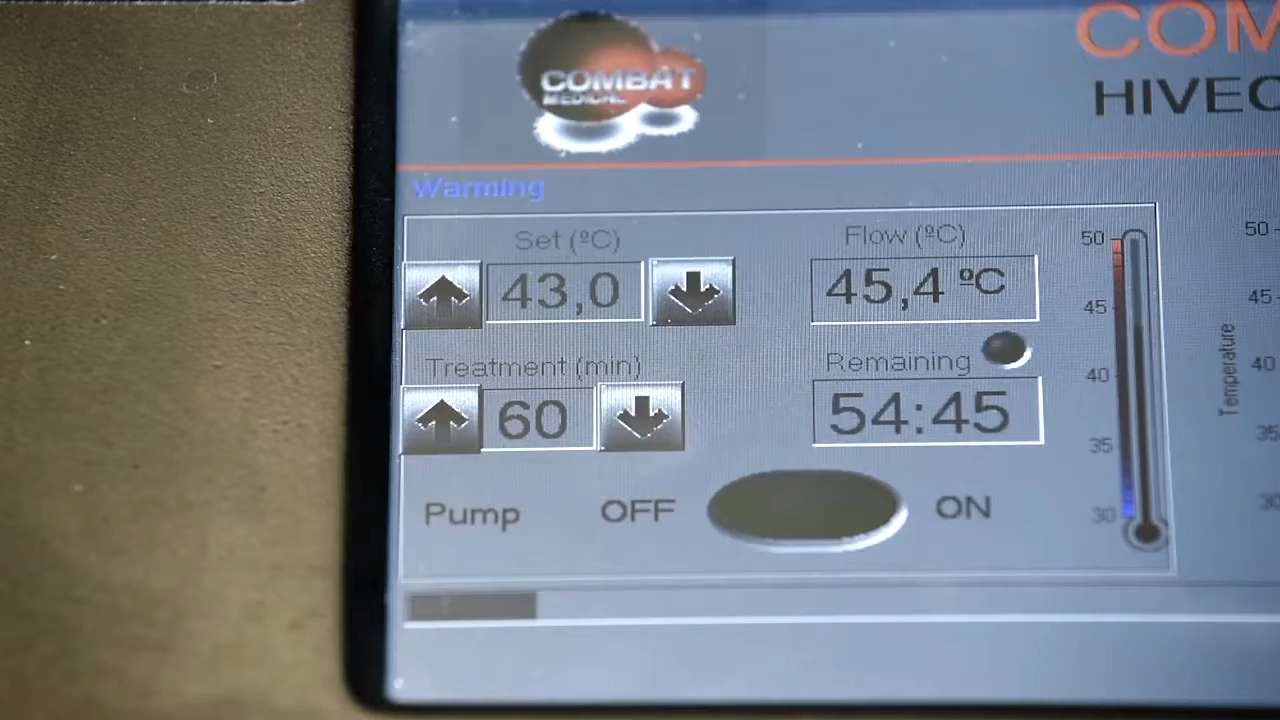 COMBAT
MEDICAL
COM
HIVEC
Warming
Set (ºC)
Flow (ºC)
43,0
45,4 ºC
Treatment (min)
Remaining
60
54:45
Pump
OFF
ON
50
45
40
35
30
Temperature
50
45
40
35
30